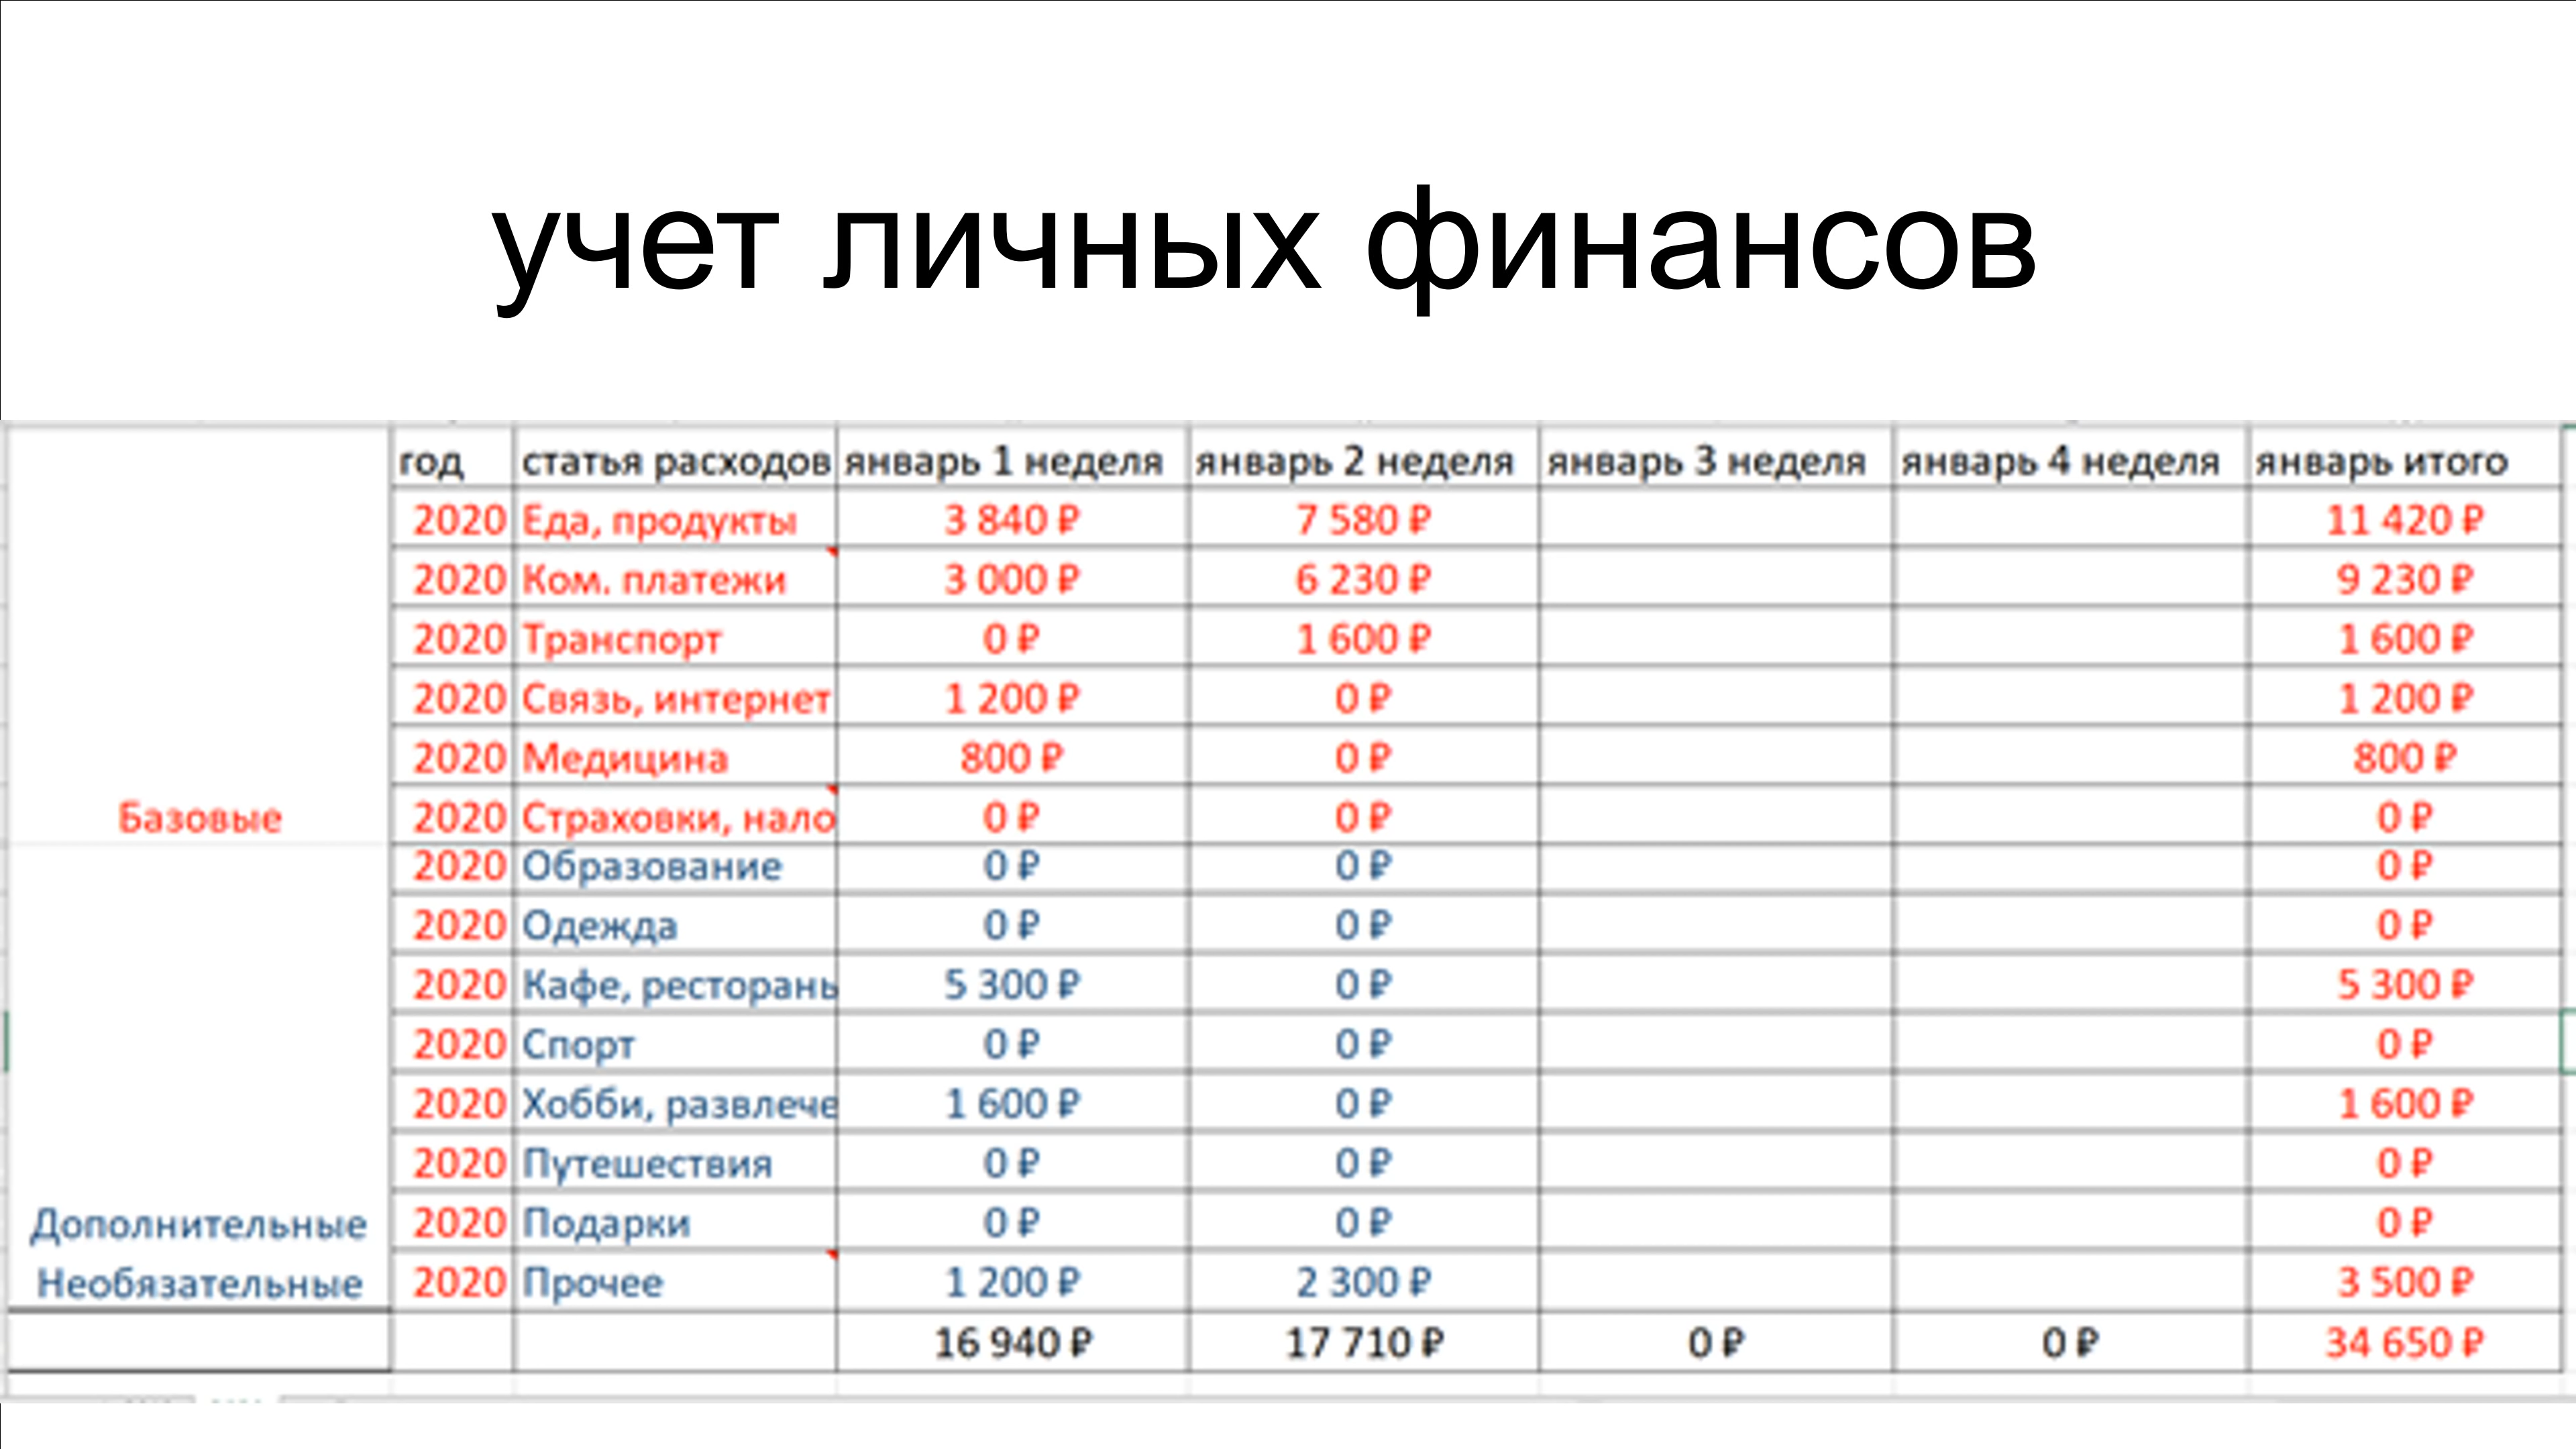 учет личных финансов
год статья расходов январь 1 неделя январь 2 неделя январь 3 неделя январь 4 неделя январь итого
2020 Еда, продукты 3 840 ₽ 7 580 ₽ 11 420 ₽
2020 Ком. платежи 3 000 ₽ 6 230 ₽ 9 230 ₽
2020 Транспорт 0 ₽ 1 600 ₽ 1 600 ₽
2020 Связь, интернет 1 200 ₽ 0 ₽ 1 200 ₽
2020 Медицина 800 ₽ 0 ₽ 800 ₽
Базовые 2020 Страховки, нало 0 ₽ 0 ₽ 0 ₽
2020 Образование 0 ₽ 0 ₽ 0 ₽
2020 Одежда 0 ₽ 0 ₽ 0 ₽
2020 Кафе, рестораны 5 300 ₽ 0 ₽ 5 300 ₽
2020 Спорт 0 ₽ 0 ₽ 0 ₽
2020 Хобби, развлече 1 600 ₽ 0 ₽ 1 600 ₽
2020 Путешествия 0 ₽ 0 ₽ 0 ₽
Дополнительные 2020 Подарки 0 ₽ 0 ₽ 0 ₽
Необязательные 2020 Прочее 1 200 ₽ 2 300 ₽ 3 500 ₽
16 940 ₽ 17 710 ₽ 0 ₽ 0 ₽ 34 650 ₽